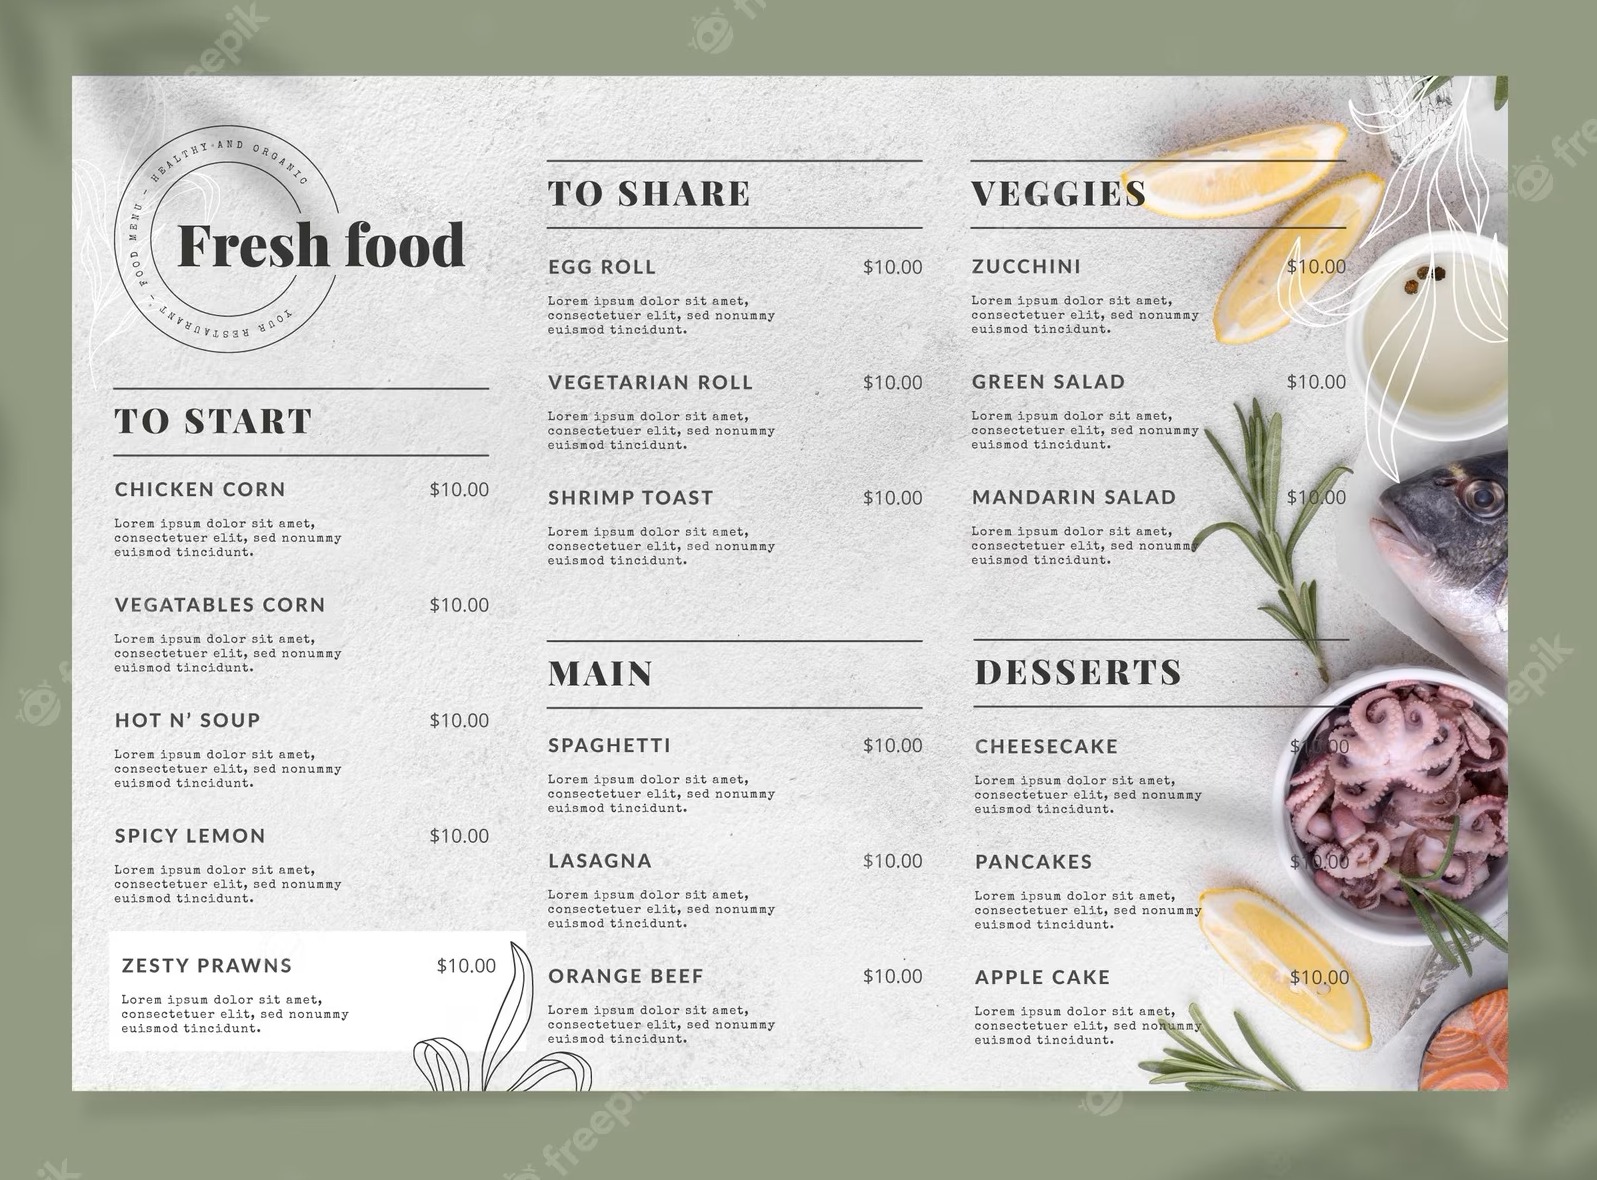 FOOD MENU - HEALTHY AND ORGANIC
YOUR RESTAURANT -
Fresh food
TO START
CHICKEN CORN $10.00
Lorem ipsum dolor sit amet,
consectetuer elit, sed nonummy
euismod tincidunt.
VEGATABLES CORN $10.00
Lorem ipsum dolor sit amet,
consectetuer elit, sed nonummy
euismod tincidunt.
HOT N’ SOUP $10.00
Lorem ipsum dolor sit amet,
consectetuer elit, sed nonummy
euismod tincidunt.
SPICY LEMON $10.00
Lorem ipsum dolor sit amet,
consectetuer elit, sed nonummy
euismod tincidunt.
ZESTY PRAWNS $10.00
Lorem ipsum dolor sit amet,
consectetuer elit, sed nonummy
euismod tincidunt.
TO SHARE
EGG ROLL $10.00
Lorem ipsum dolor sit amet,
consectetuer elit, sed nonummy
euismod tincidunt.
VEGETARIAN ROLL $10.00
Lorem ipsum dolor sit amet,
consectetuer elit, sed nonummy
euismod tincidunt.
SHRIMP TOAST $10.00
Lorem ipsum dolor sit amet,
consectetuer elit, sed nonummy
euismod tincidunt.
MAIN
SPAGHETTI $10.00
Lorem ipsum dolor sit amet,
consectetuer elit, sed nonummy
euismod tincidunt.
LASAGNA $10.00
Lorem ipsum dolor sit amet,
consectetuer elit, sed nonummy
euismod tincidunt.
ORANGE BEEF $10.00
Lorem ipsum dolor sit amet,
consectetuer elit, sed nonummy
euismod tincidunt.
VEGGIES
ZUCCHINI $10.00
Lorem ipsum dolor sit amet,
consectetuer elit, sed nonummy
euismod tincidunt.
GREEN SALAD $10.00
Lorem ipsum dolor sit amet,
consectetuer elit, sed nonummy
euismod tincidunt.
MANDARIN SALAD $10.00
Lorem ipsum dolor sit amet,
consectetuer elit, sed nonummy
euismod tincidunt.
DESSERTS
CHEESECAKE $10.00
Lorem ipsum dolor sit amet,
consectetuer elit, sed nonummy
euismod tincidunt.
PANCAKES $10.00
Lorem ipsum dolor sit amet,
consectetuer elit, sed nonummy
euismod tincidunt.
APPLE CAKE $10.00
Lorem ipsum dolor sit amet,
consectetuer elit, sed nonummy
euismod tincidunt.
freepik